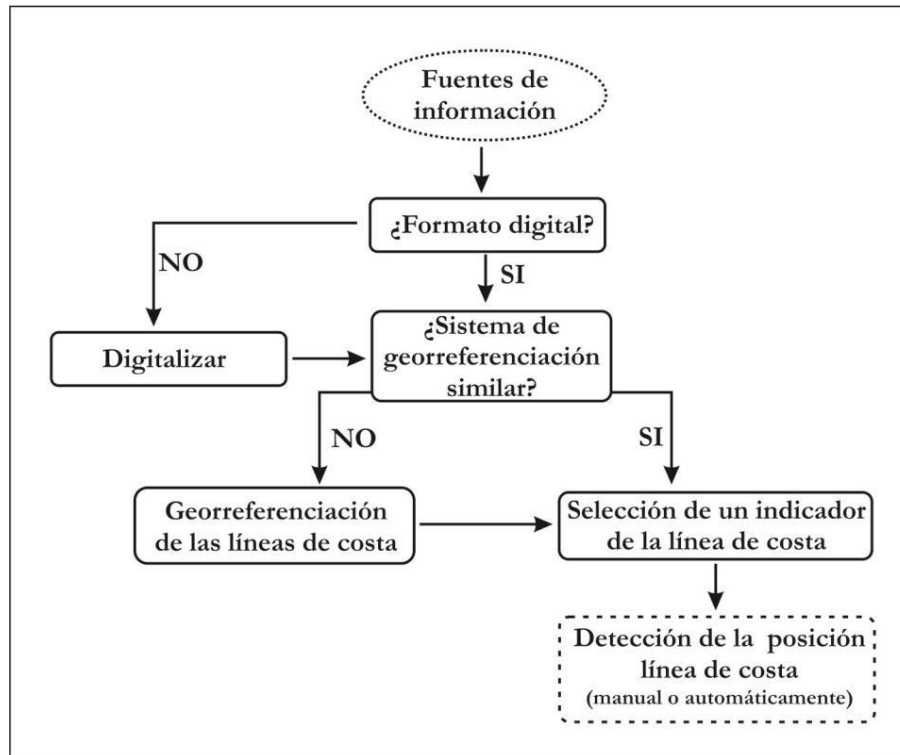 Fuentes de
información
¿Formato digital?
NO
SI
Digitalizar
¿Sistema de
georreferenciación
similar?
NO
SI
Georreferenciación
de las líneas de costa
Selección de un indicador
de la línea de costa
Detección de la posición
línea de costa
(manual o automáticamente)